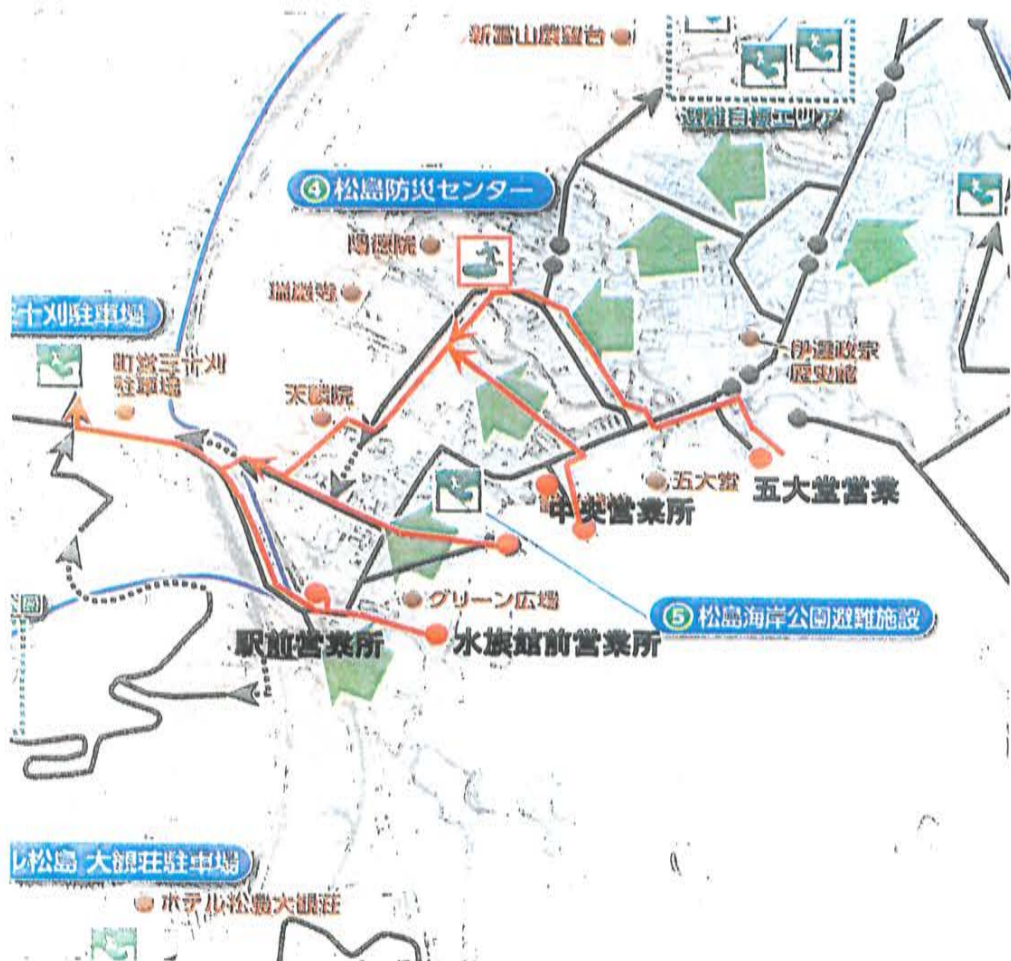 新富山展望台
避難目標エリア
④松島防災センター
陽徳院
瑞巌寺
三十刈駐車場
町営三十刈
駐車場
天麟院
伊達政宗
歴史館
五大堂
五大堂営業
中央営業所
グリーン広場
⑤松島海岸公園避難施設
駅前営業所
水族館前営業所
園
ル松島 大観荘駐車場
ホテル松島大観荘